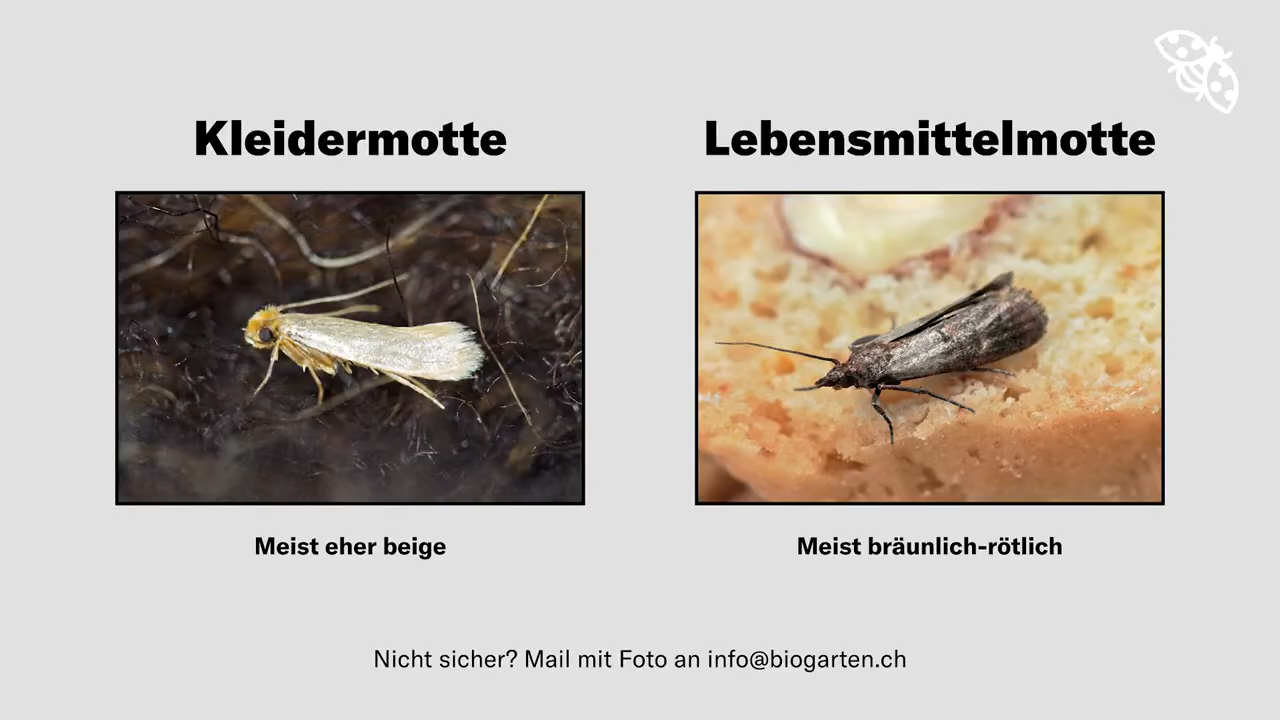 Kleidermotte
Lebensmittelmotte
Meist eher beige
Meist bräunlich-rötlich
Nicht sicher? Mail mit Foto an info@biogarten.ch